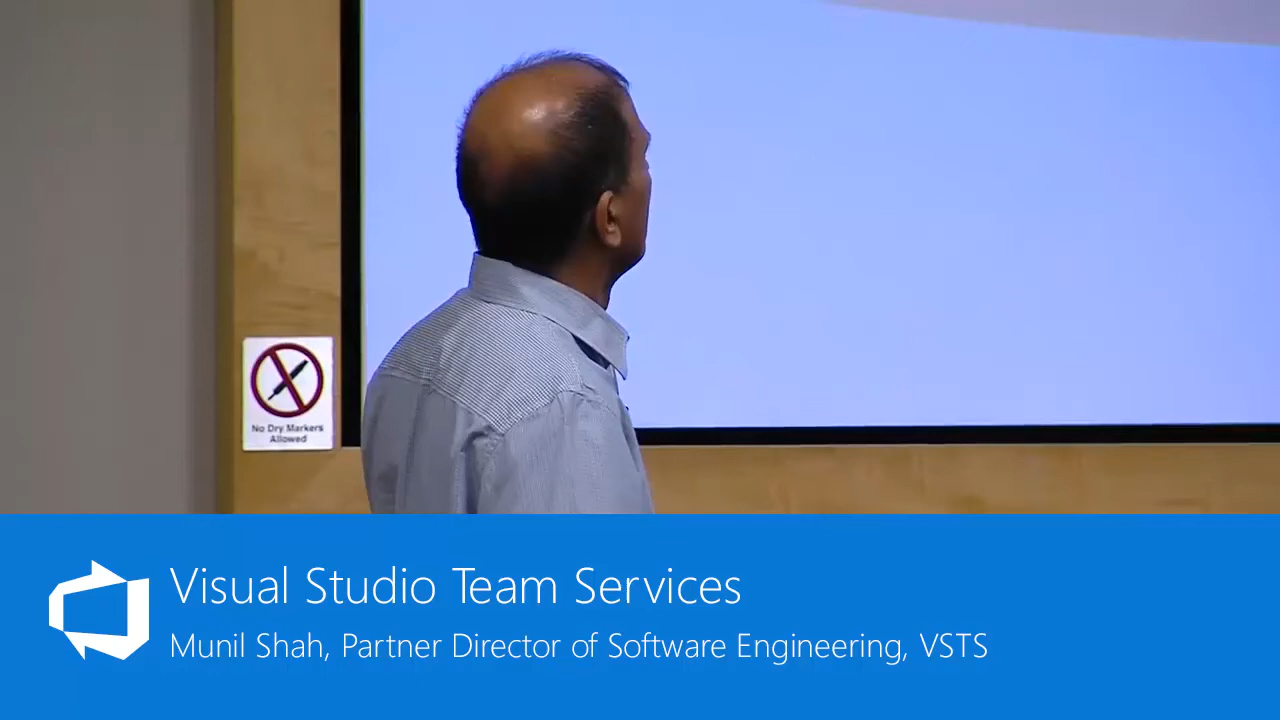 No Dry Markers
Allowed
Visual Studio Team Services
Munil Shah, Partner Director of Software Engineering, VSTS